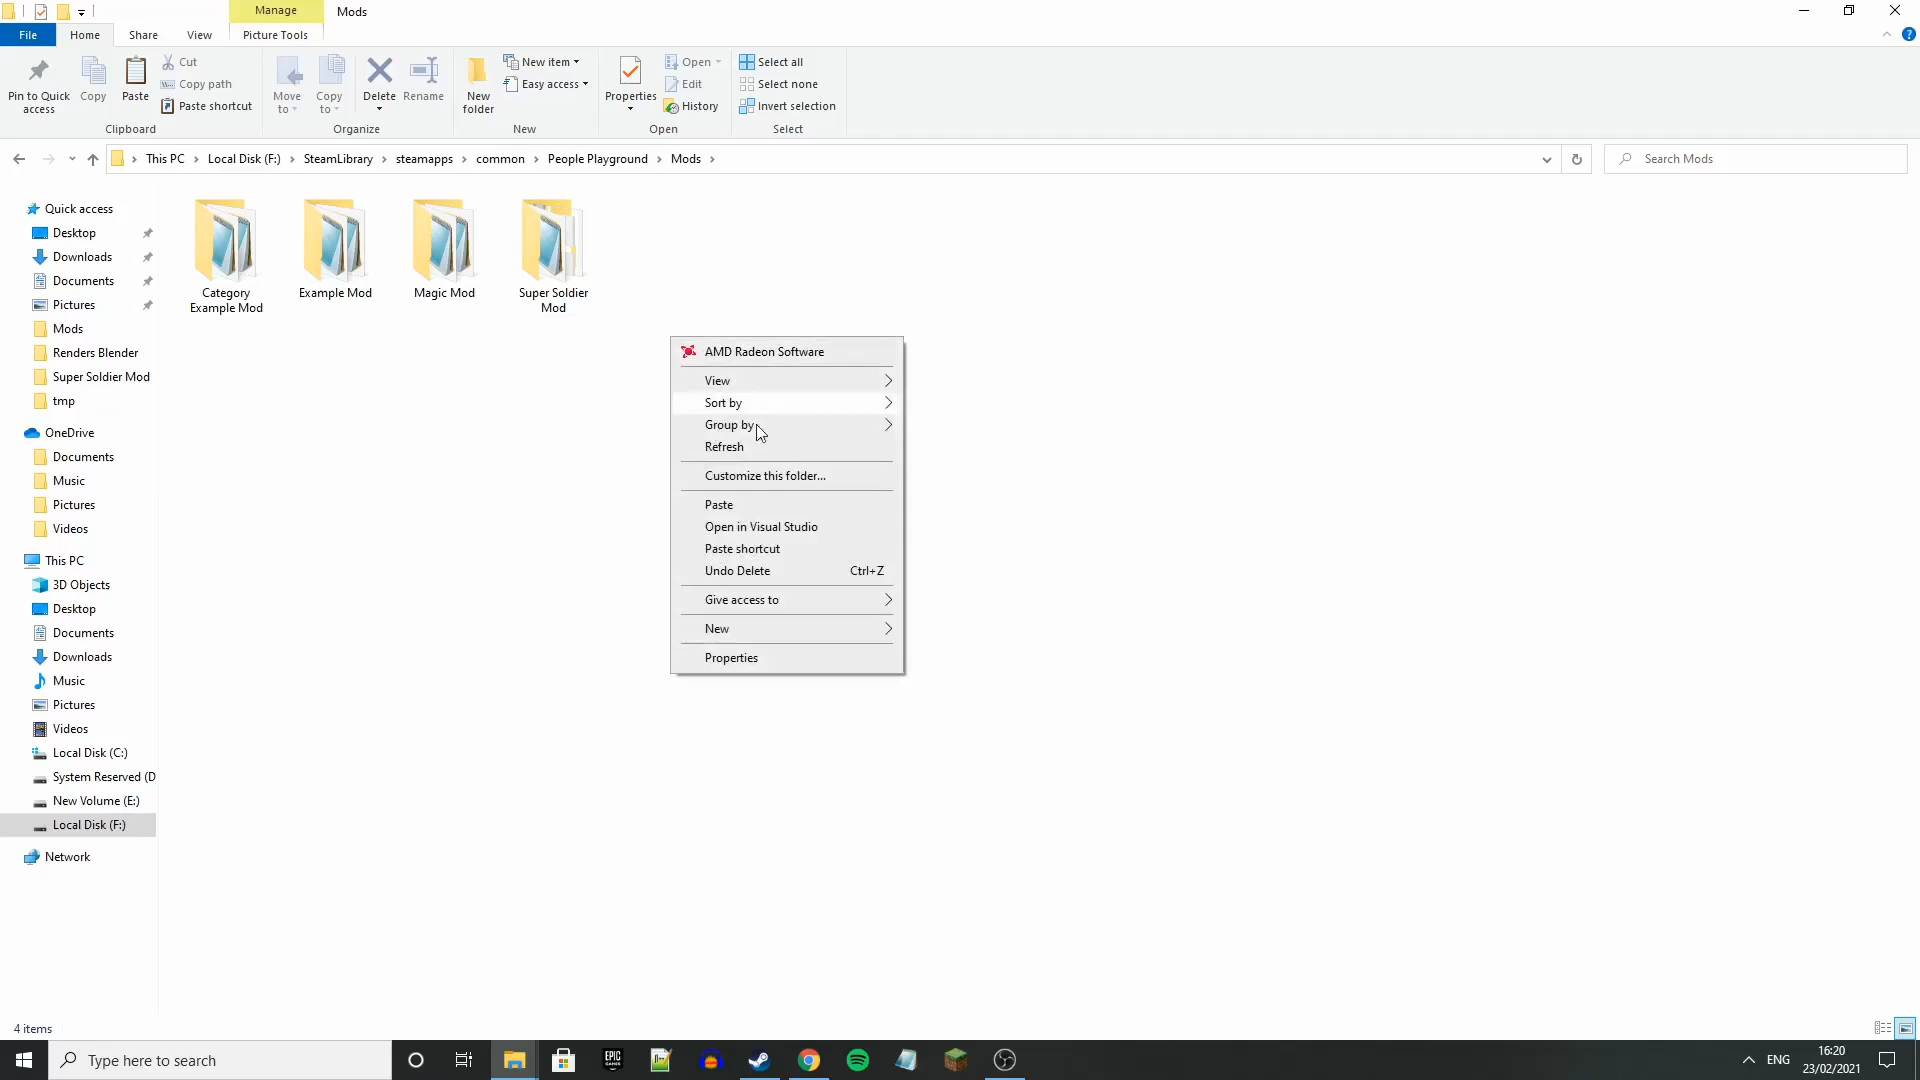 Manage
Mods
File
Home
Share
View
Picture Tools
Pin to Quick
access
Copy
Paste
Cut
Copy path
Paste shortcut
Clipboard
Move
to
Copy
to
Delete
Rename
Organize
New
folder
New item
Easy access
New
Properties
Open
Edit
History
Open
Select all
Select none
Invert selection
Select
This PC
Local Disk (F:)
SteamLibrary
steamapps
common
People Playground
Mods
Search Mods
Quick access
Desktop
Downloads
Documents
Pictures
Mods
Renders Blender
Super Soldier Mod
tmp
OneDrive
Documents
Music
Pictures
Videos
This PC
3D Objects
Desktop
Documents
Downloads
Music
Pictures
Videos
Local Disk (C:)
System Reserved (D
New Volume (E:)
Local Disk (F:)
Network
Category
Example Mod
Example Mod
Magic Mod
Super Soldier
Mod
AMD Radeon Software
View
Sort by
Group by
Refresh
Customize this folder...
Paste
Open in Visual Studio
Paste shortcut
Undo Delete Ctrl+Z
Give access to
New
Properties
4 items
Type here to search
EPIC
GAMES
ENG
16:20
23/02/2021